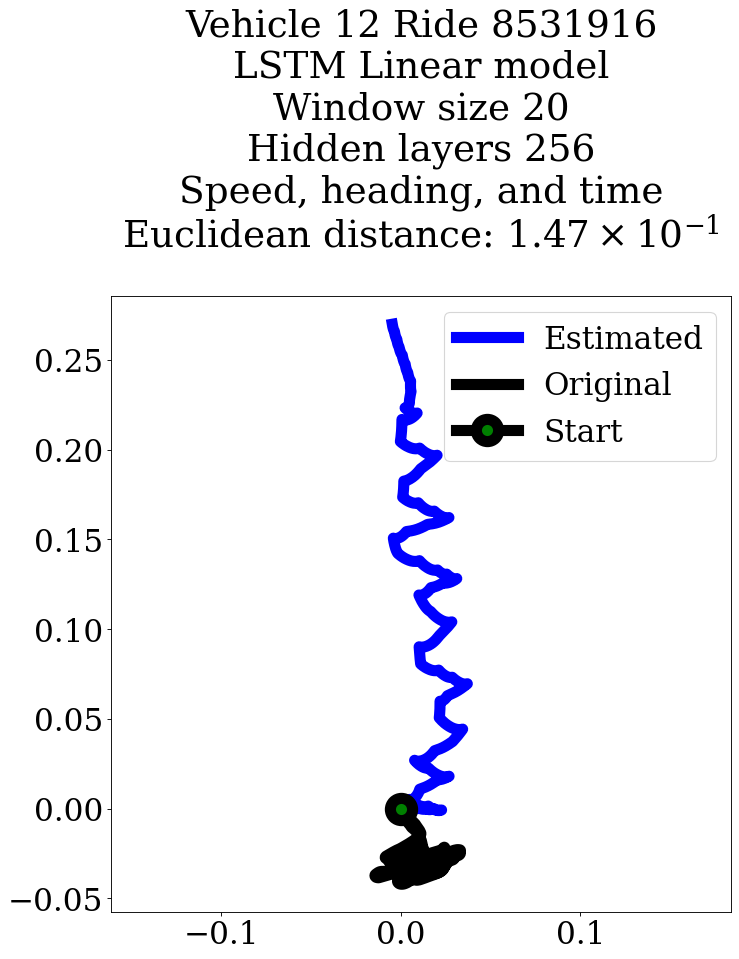 Vehicle 12 Ride 8531916
LSTM Linear model
Window size 20
Hidden layers 256
Speed, heading, and time
Euclidean distance: 1.47 × 10⁻¹
Estimated
Original
Start
0.25
0.20
0.15
0.10
0.05
0.00
−0.05
−0.1
0.0
0.1